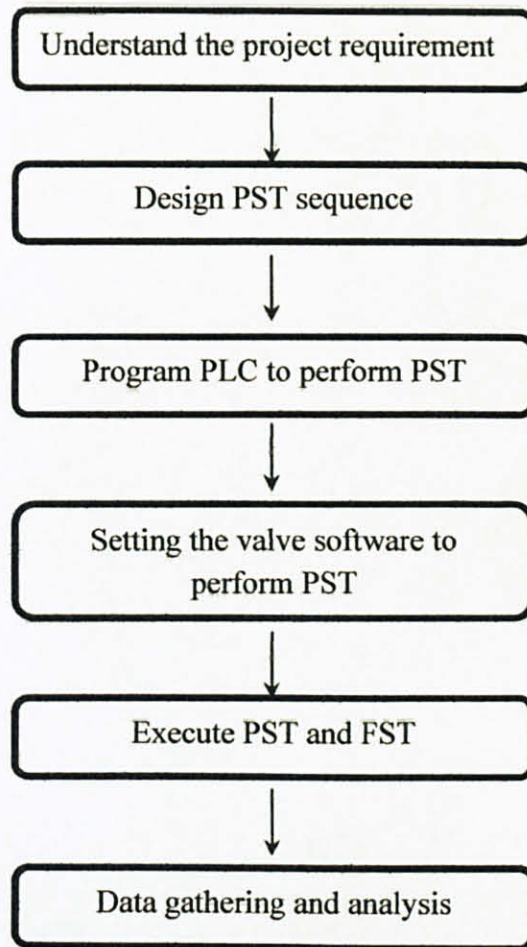 Understand the project requirement
Design PST sequence
Program PLC to perform PST
Setting the valve software to
perform PST
Execute PST and FST
Data gathering and analysis